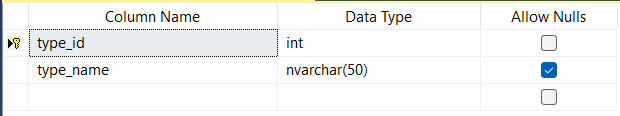 Column Name Data Type Allow Nulls
type_id int
type_name nvarchar(50)